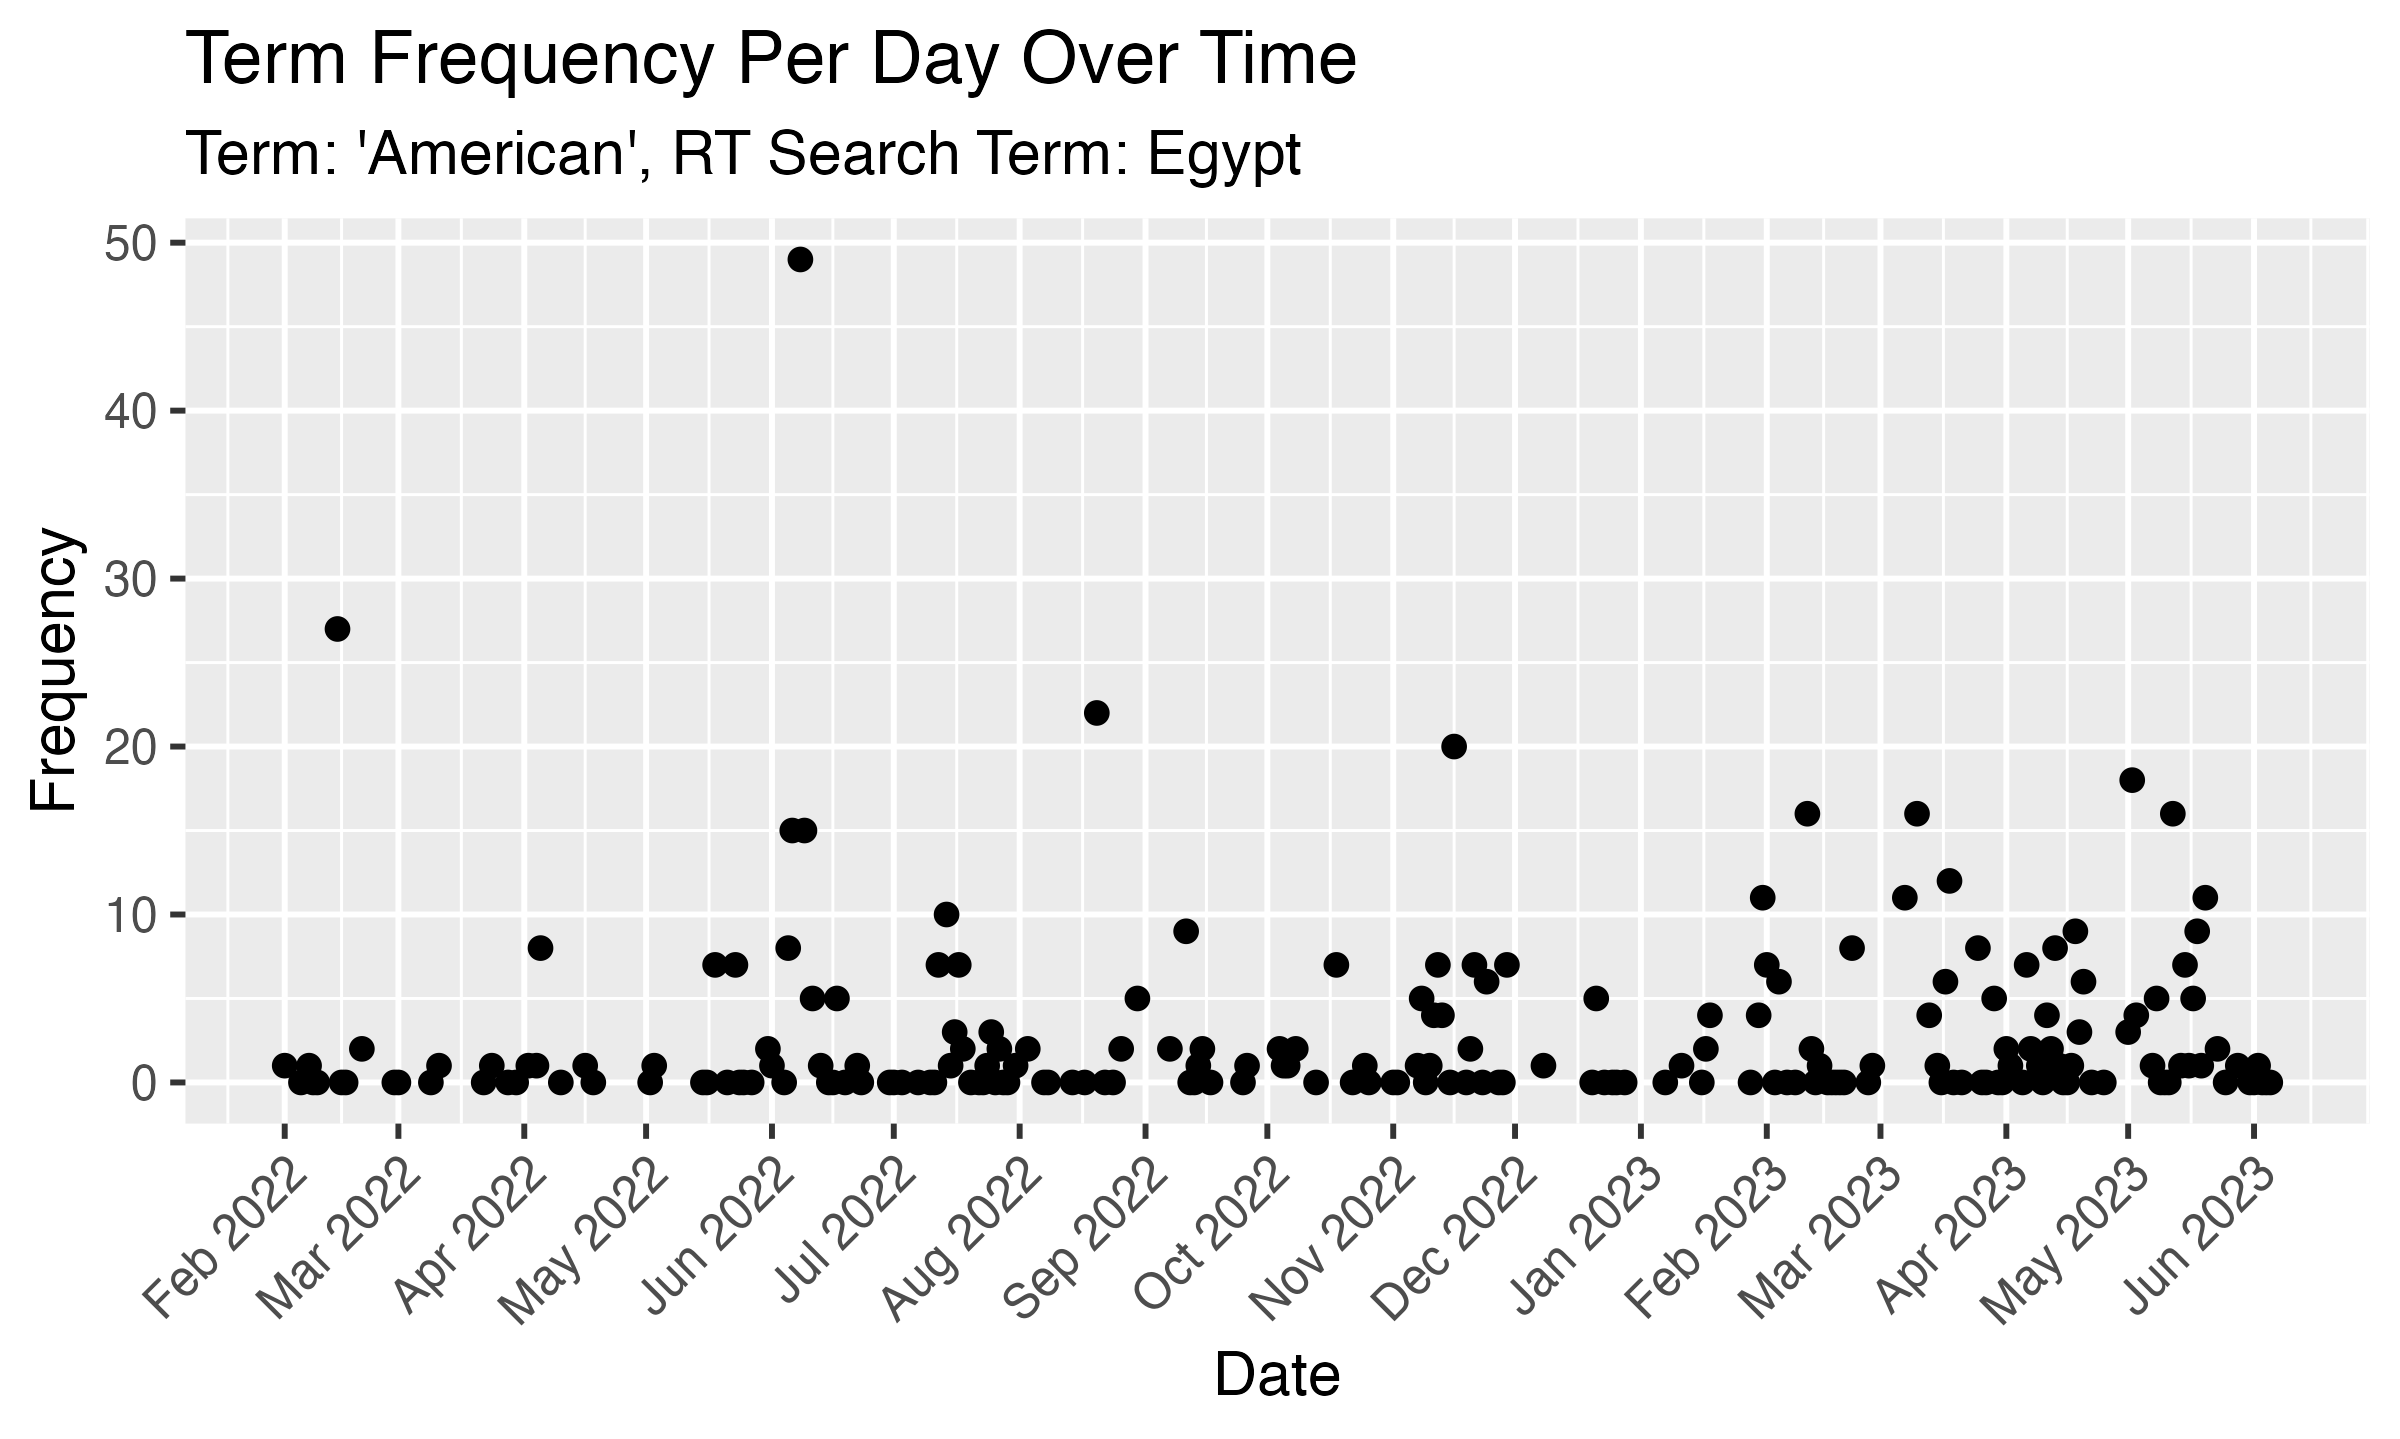 Term Frequency Per Day Over Time
Term: 'American', RT Search Term: Egypt
Frequency
50
40
30
20
10
0
Feb 2022
Mar 2022
Apr 2022
May 2022
Jun 2022
Jul 2022
Aug 2022
Sep 2022
Oct 2022
Nov 2022
Dec 2022
Jan 2023
Feb 2023
Mar 2023
Apr 2023
May 2023
Jun 2023
Date